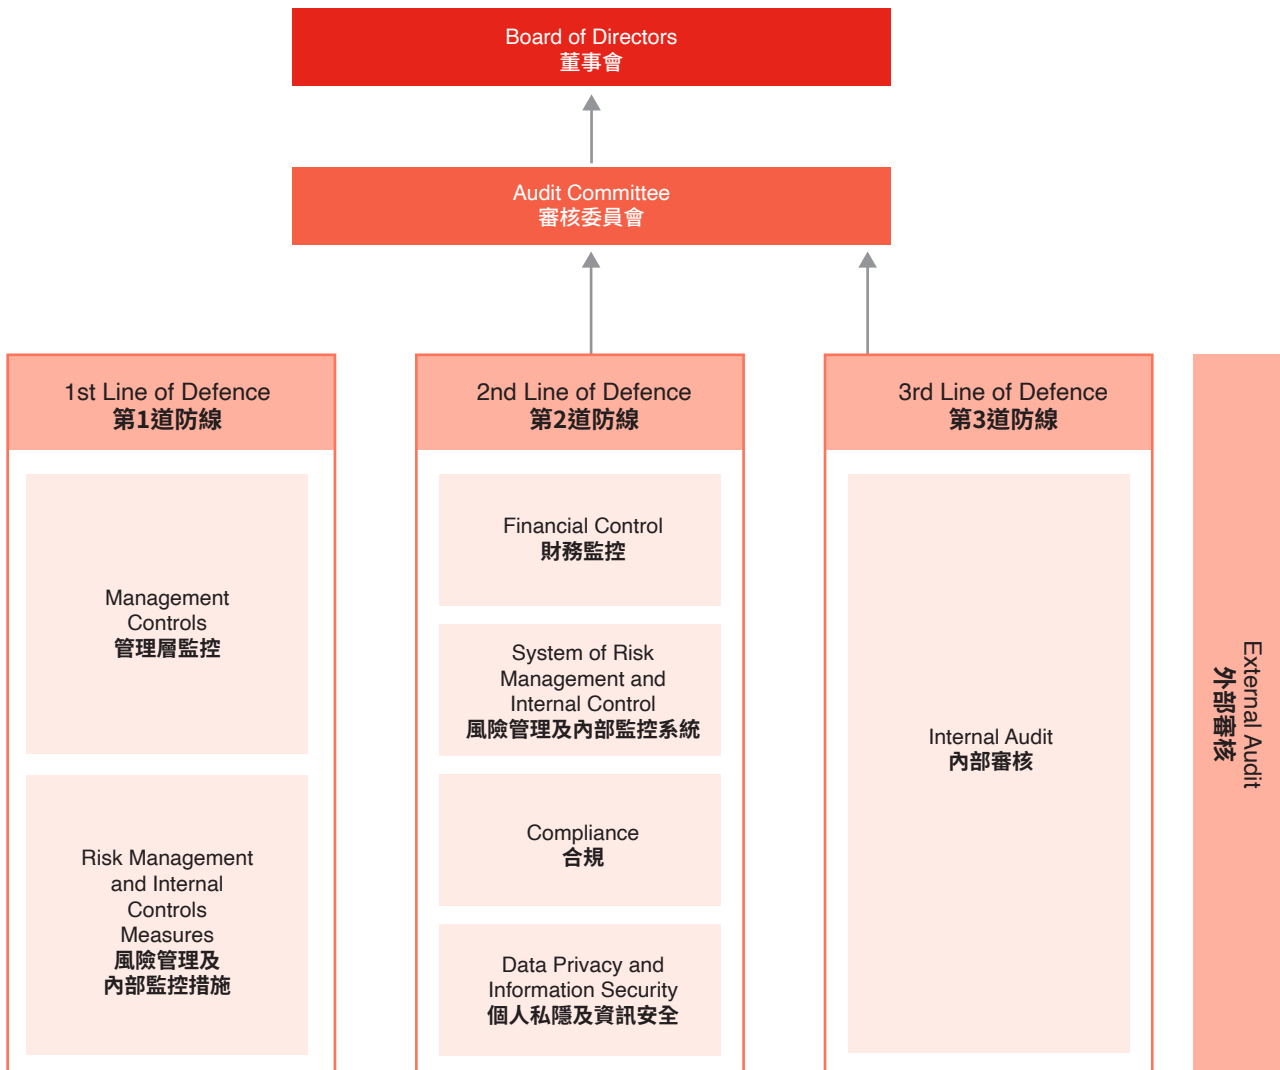 Board of Directors
董事會
Audit Committee
審核委員會
1st Line of Defence
第1道防線
Management
Controls
管理層監控
Risk Management
and Internal
Controls
Measures
風險管理及
內部監控措施
2nd Line of Defence
第2道防線
Financial Control
財務監控
System of Risk
Management and
Internal Control
風險管理及內部監控系統
Compliance
合規
Data Privacy and
Information Security
個人私隱及資訊安全
3rd Line of Defence
第3道防線
Internal Audit
內部審核
External Audit
外部審核